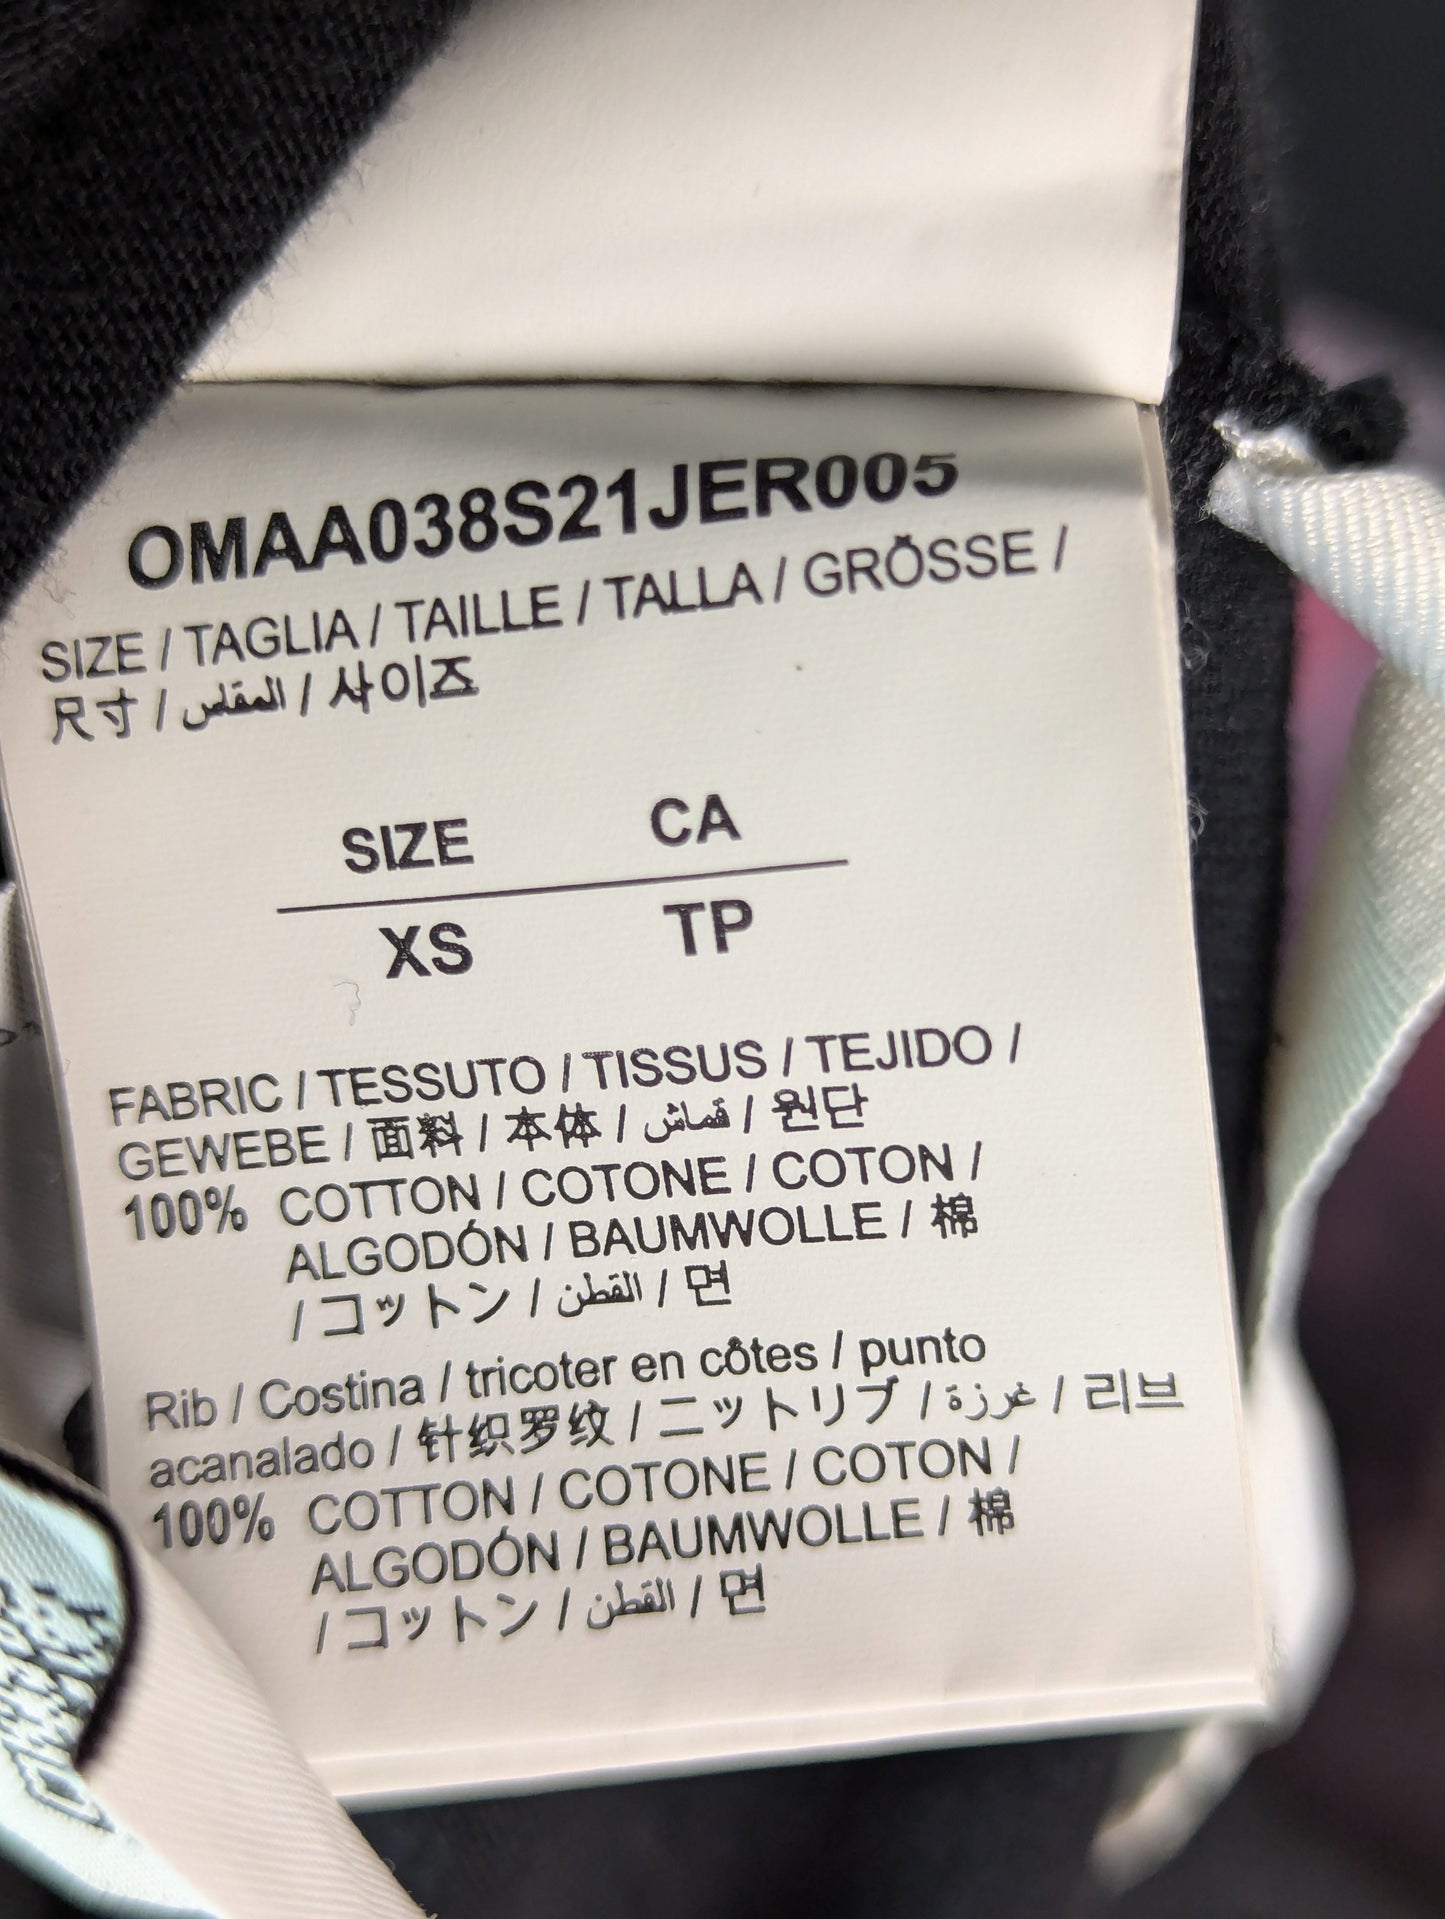 OMAA038S21JER005
SIZE / TAGLIA / TAILLE / TALLA / GRÖSSE /
尺寸 / المقاس / 사이즈
SIZE CA
XS TP
FABRIC / TESSUTO / TISSUS / TEJIDO /
GEWEBE / 面料 / 本体 / قماش / 원단
100% COTTON / COTONE / COTON /
ALGODÓN / BAUMWOLLE / 棉
/ コットン / القطن / 면
Rib / Costina / tricoter en côtes / punto
acanalado / 针织罗纹 / ニットリブ / غرزة / 리브
100% COTTON / COTONE / COTON /
ALGODÓN / BAUMWOLLE / 棉
/ コットン / القطن / 면